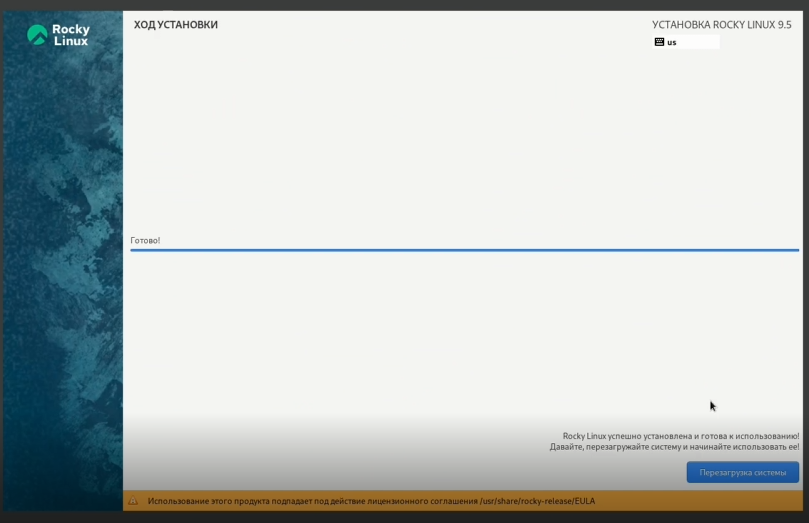 Rocky
Linux
ХОД УСТАНОВКИ
УСТАНОВКА ROCKY LINUX 9.5
us
Готово!
Rocky Linux успешно установлена и готова к использованию!
Давайте, перезагружайте систему и начинайте использовать ее!
Перезагрузка системы
Использование этого продукта подпадает под действие лицензионного соглашения /usr/share/rocky-release/EULA